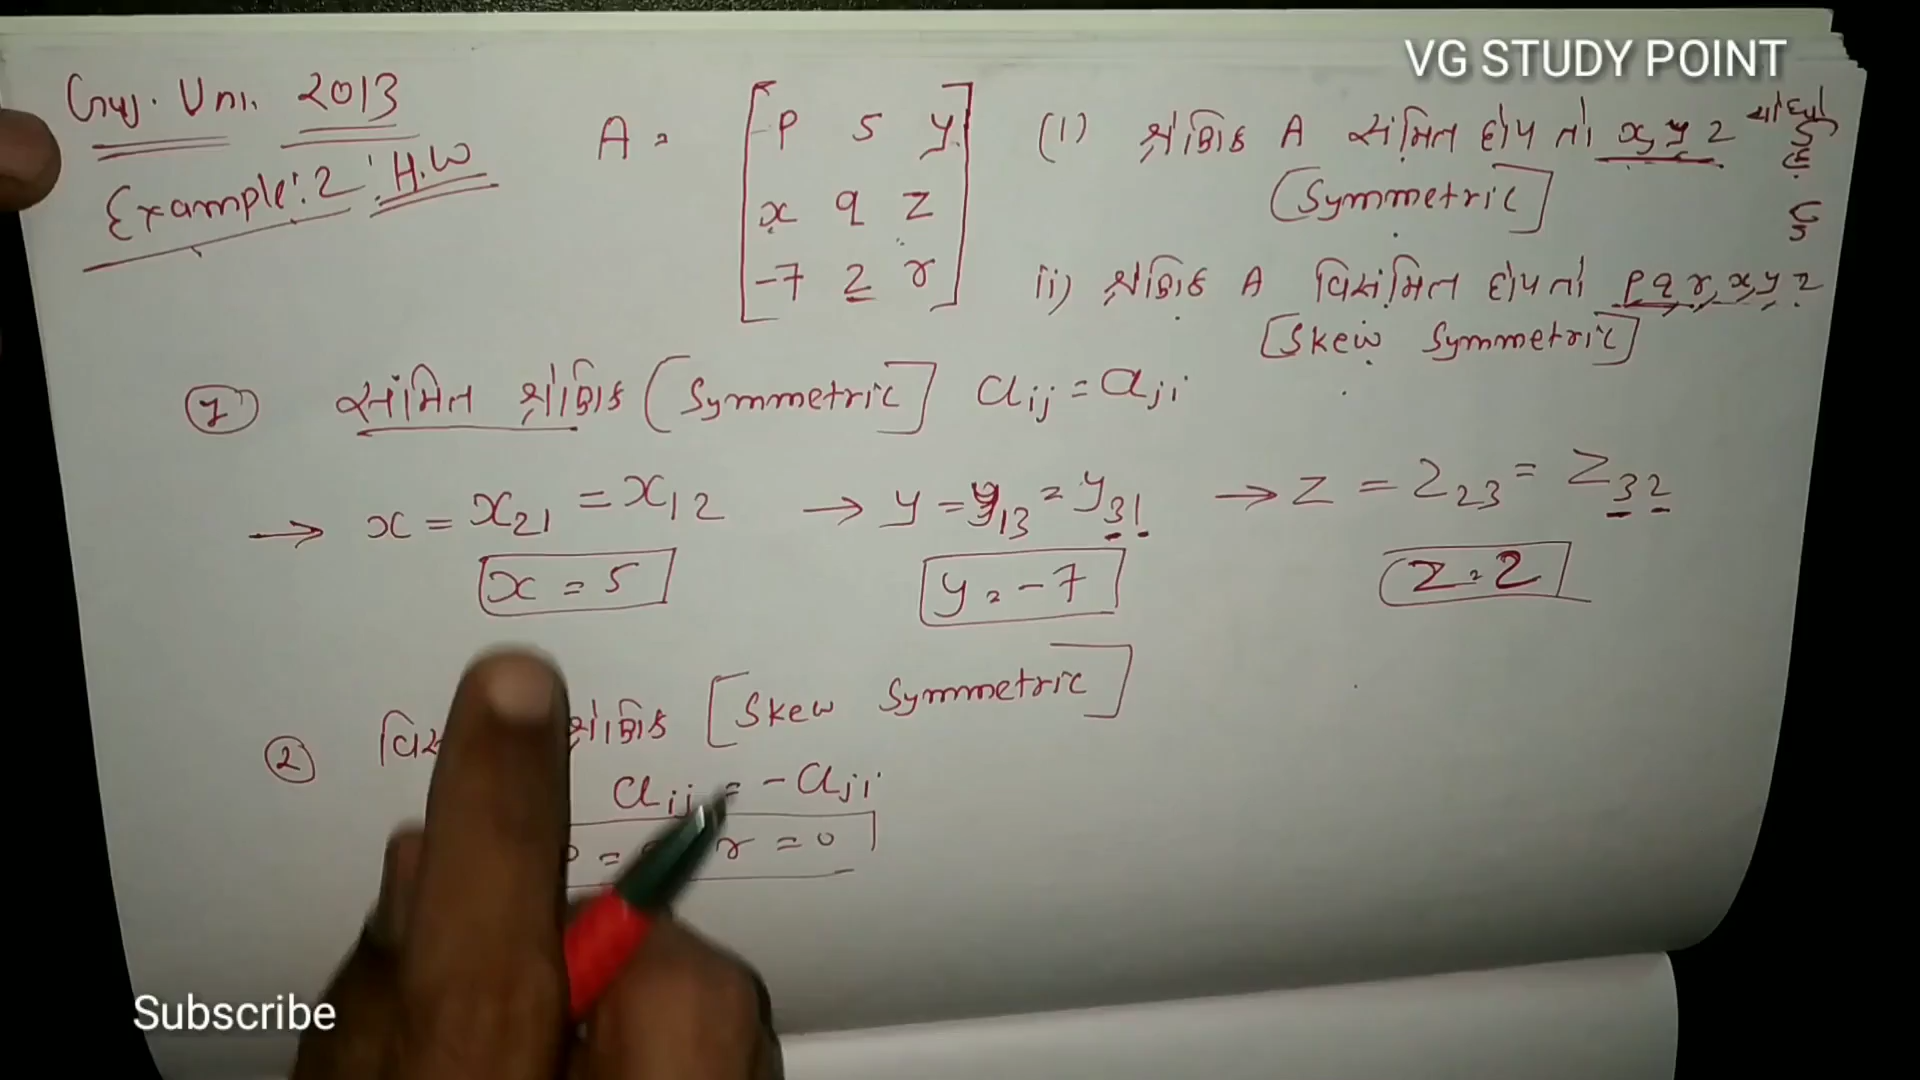 VG STUDY POINT
Guj. Uni. 2013
Example: 2 H.W
A = [p 5 y
x q z
-7 2 r]
(i) શ્રેણિક A સંમિત હોય તો x, y z
[Symmetric]
ii) શ્રેણિક A વિસંમિત હોય તો p q r, x, y z
[Skew Symmetric]
1 સંમિત શ્રેણિક [Symmetric] aij = aji
→ x = x21 = x12 → y = y13 = y31 → z = z23 = z32
x = 5 y = -7 z = 2
2 શ્રેણિક [Skew Symmetric]
aij = -aji
r = 0
Subscribe